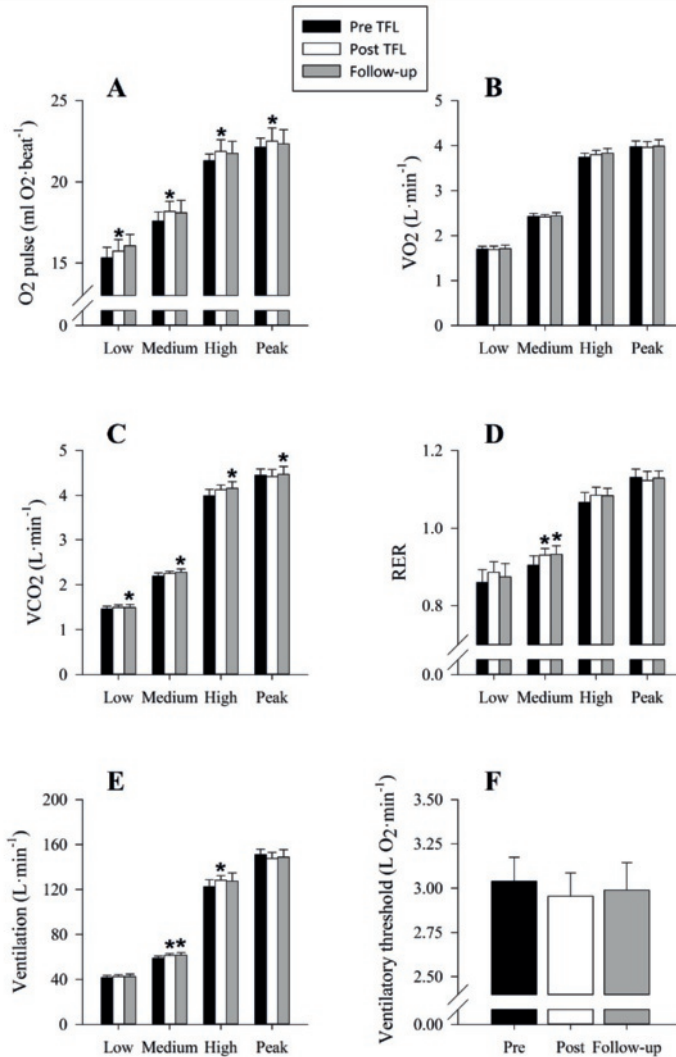 Pre TFL
Post TFL
Follow-up
A
O2 pulse (ml O2·beat-1)
25
20
15
0
*
*
*
*
Low Medium High Peak
B
VO2 (L·min-1)
5
4
3
2
1
0
Low Medium High Peak
C
VCO2 (L·min-1)
5
4
3
2
1
0
*
*
*
*
Low Medium High Peak
D
RER
1.2
1.0
0.8
0.0
* *
Low Medium High Peak
E
Ventilation (L·min-1)
200
160
120
80
40
0
**
*
Low Medium High Peak
F
Ventilatory threshold (L O2·min-1)
3.50
3.25
3.00
2.75
2.50
0.00
Pre Post Follow-up